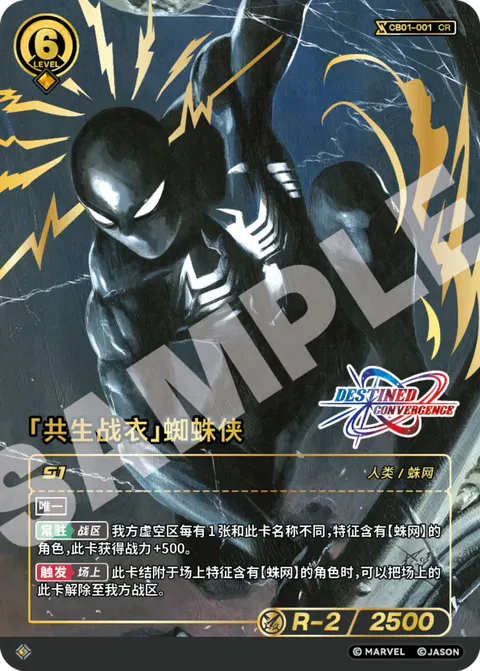 6
LEVEL
CB01-001 CR
SAMPLE
DESTINED
CONVERGENCE
「共生战衣」蜘蛛侠
人类 / 蛛网
唯一
常驻 战区 我方虚空区每有1张和此卡名称不同，特征含有【蛛网】的
角色，此卡获得战力 +500。
触发 场上 此卡结附于场上特征含有【蛛网】的角色时，可以把场上的
此卡解除至我方战区。
R-2 / 2500
© MARVEL © JASON